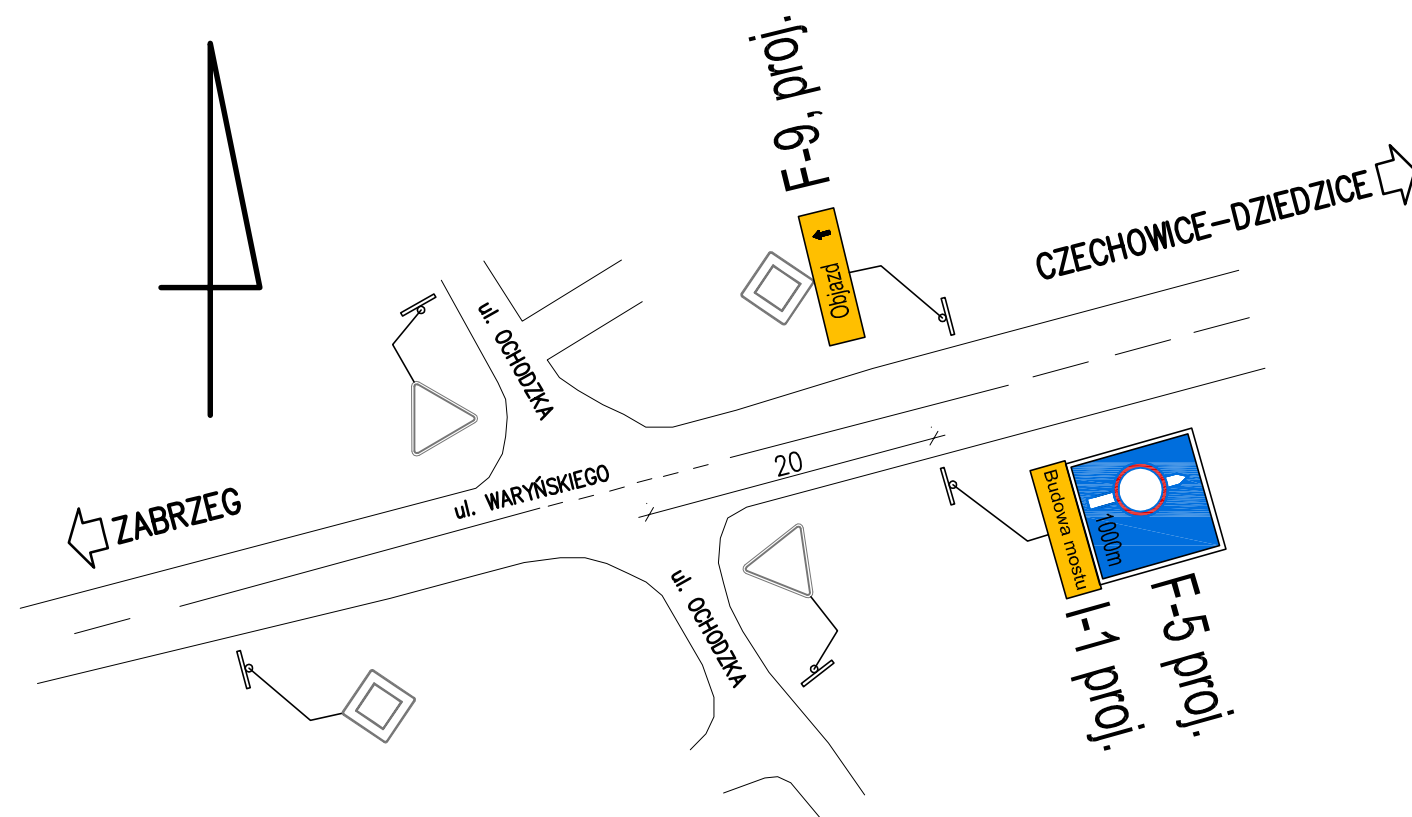 F-9, proj.
Objazd
CZECHOWICE-DZIEDZICE
ul. OCHODZKA
ZABRZEG
ul. WARYŃSKIEGO
20
Budowa mostu
1000m
ul. OCHODZKA
I-1 proj.
F-5 proj.